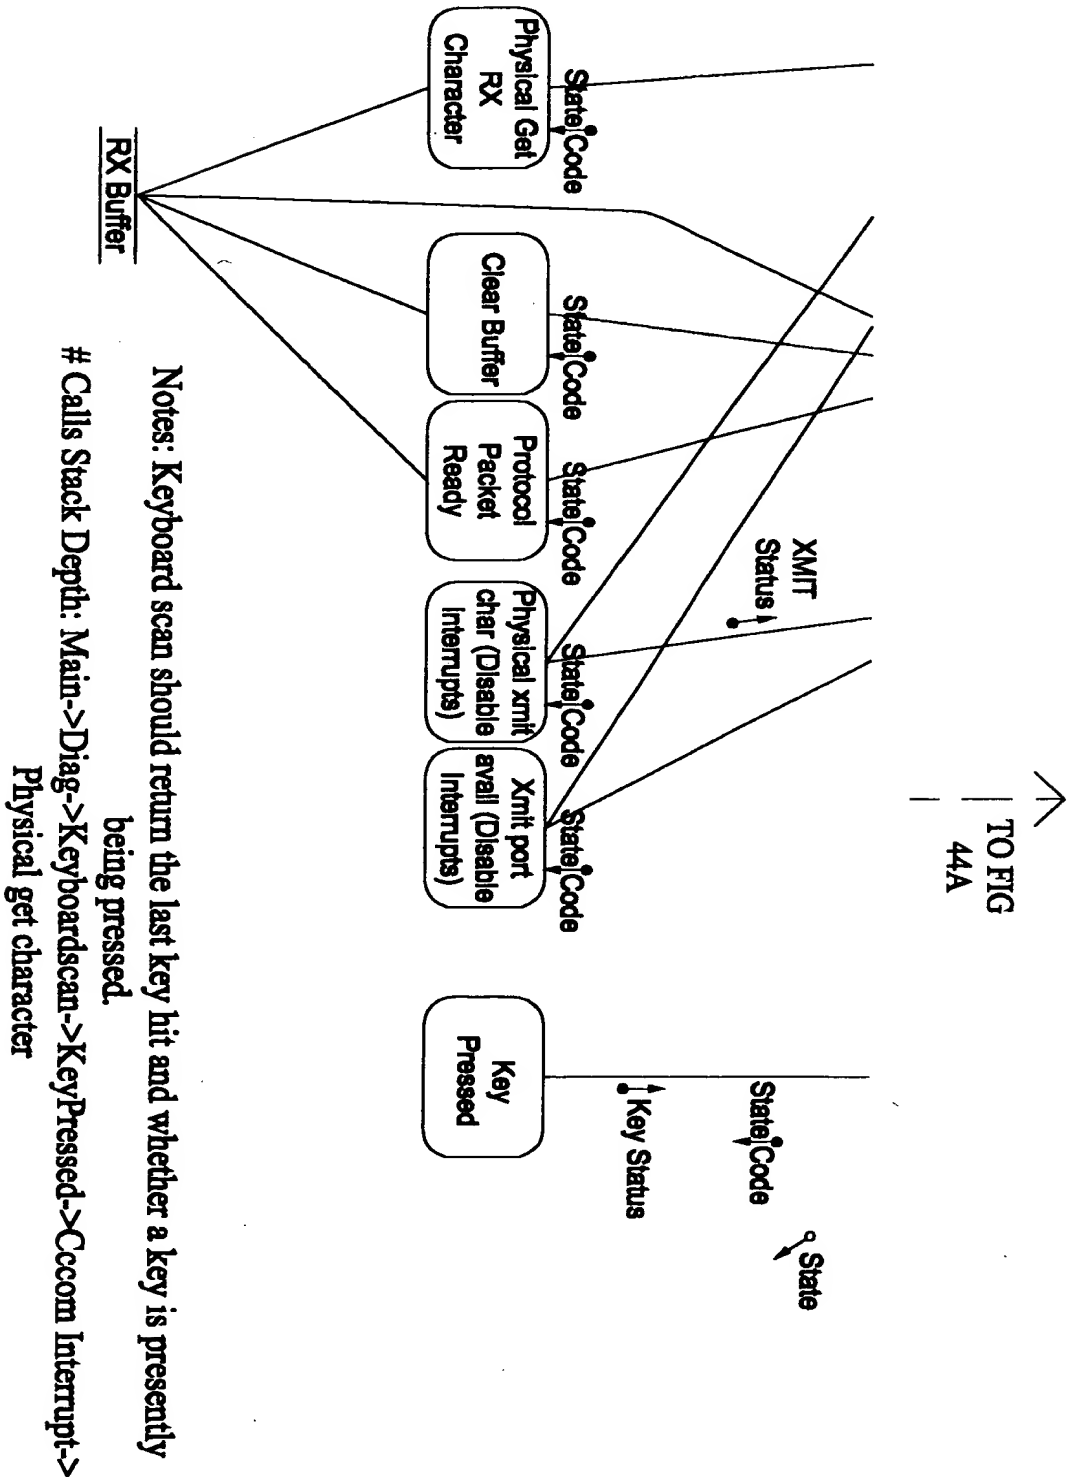 TO FIG
44A
XMIT
Status
State
State Code
Key Status
State Code
State Code
State Code
State Code
State Code
Physical Get
RX
Character
Clear Buffer
Protocol
Packet
Ready
Physical xmit
char (Disable
Interrupts)
Xmit port
avail (Disable
Interrupts)
Key
Pressed
RX Buffer
Notes: Keyboard scan should return the last key hit and whether a key is presently
being pressed.
# Calls Stack Depth: Main->Diag->Keyboardscan->KeyPressed->Cccom Interrupt->
Physical get character